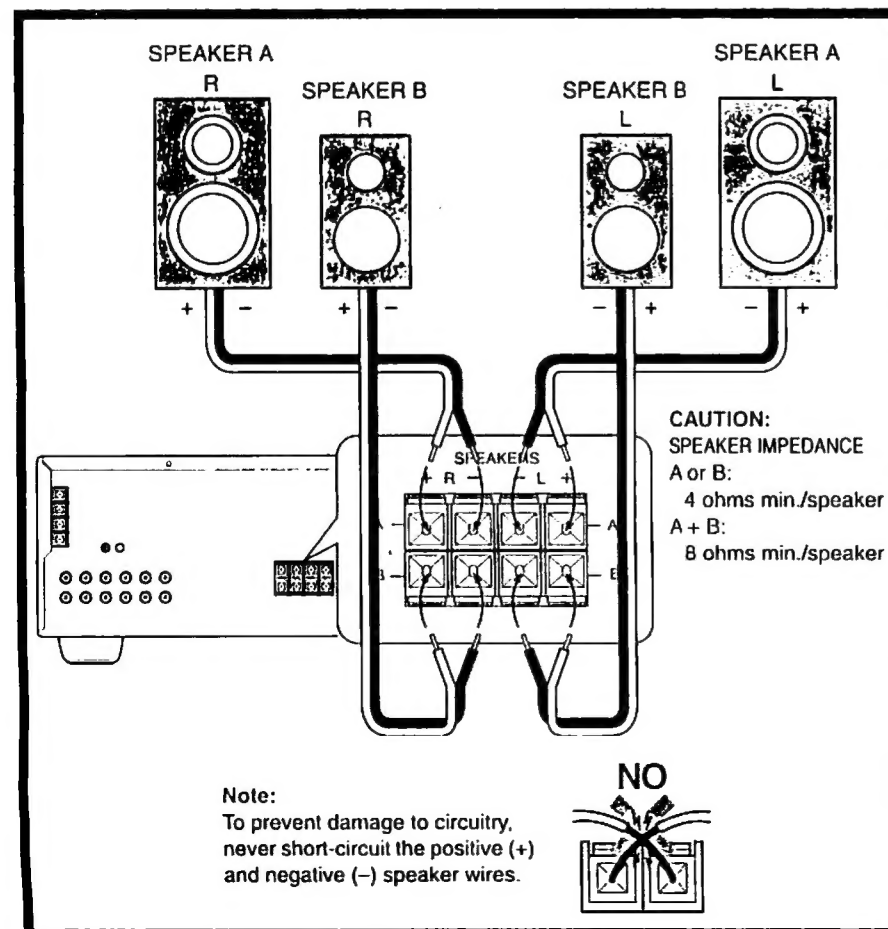 SPEAKER A
R
SPEAKER B
R
SPEAKER B
L
SPEAKER A
L
+ −
+ −
− +
− +
CAUTION:
SPEAKER IMPEDANCE
A or B:
4 ohms min./speaker
A + B:
8 ohms min./speaker
SPEAKERS
+ R − − L +
A
A
B
B
Note:
To prevent damage to circuitry,
never short-circuit the positive (+)
and negative (−) speaker wires.
NO